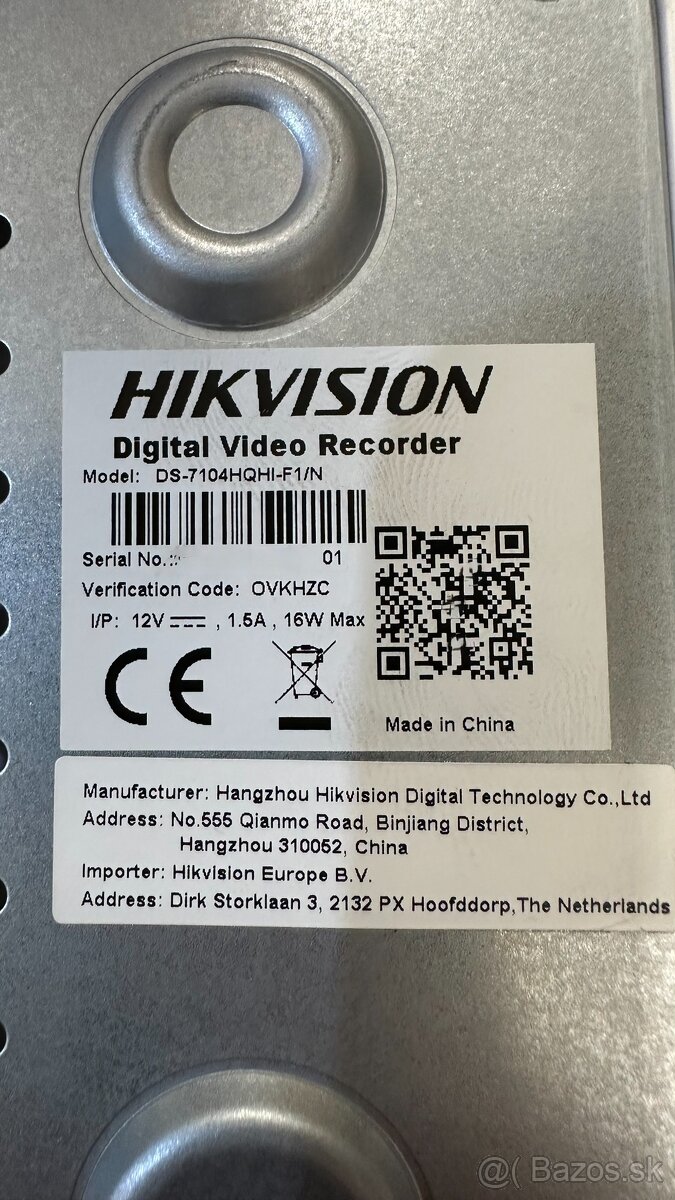 HIKVISION
Digital Video Recorder
Model: DS-7104HQHI-F1/N
Serial No.: 01
Verification Code: OVKHZC
I/P: 12V , 1.5A , 16W Max
CE
Made in China
Manufacturer: Hangzhou Hikvision Digital Technology Co.,Ltd
Address: No.555 Qianmo Road, Binjiang District,
Hangzhou 310052, China
Importer: Hikvision Europe B.V.
Address: Dirk Storklaan 3, 2132 PX Hoofddorp,The Netherlands
@( Bazos.sk